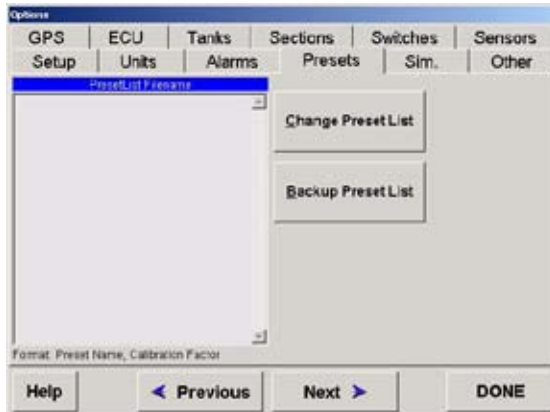 Options
GPS ECU Tanks Sections Switches Sensors
Setup Units Alarms Presets Sim. Other
PresetList Filename
Change Preset List
Backup Preset List
Format: Preset Name, Calibration Factor
Help Previous Next DONE